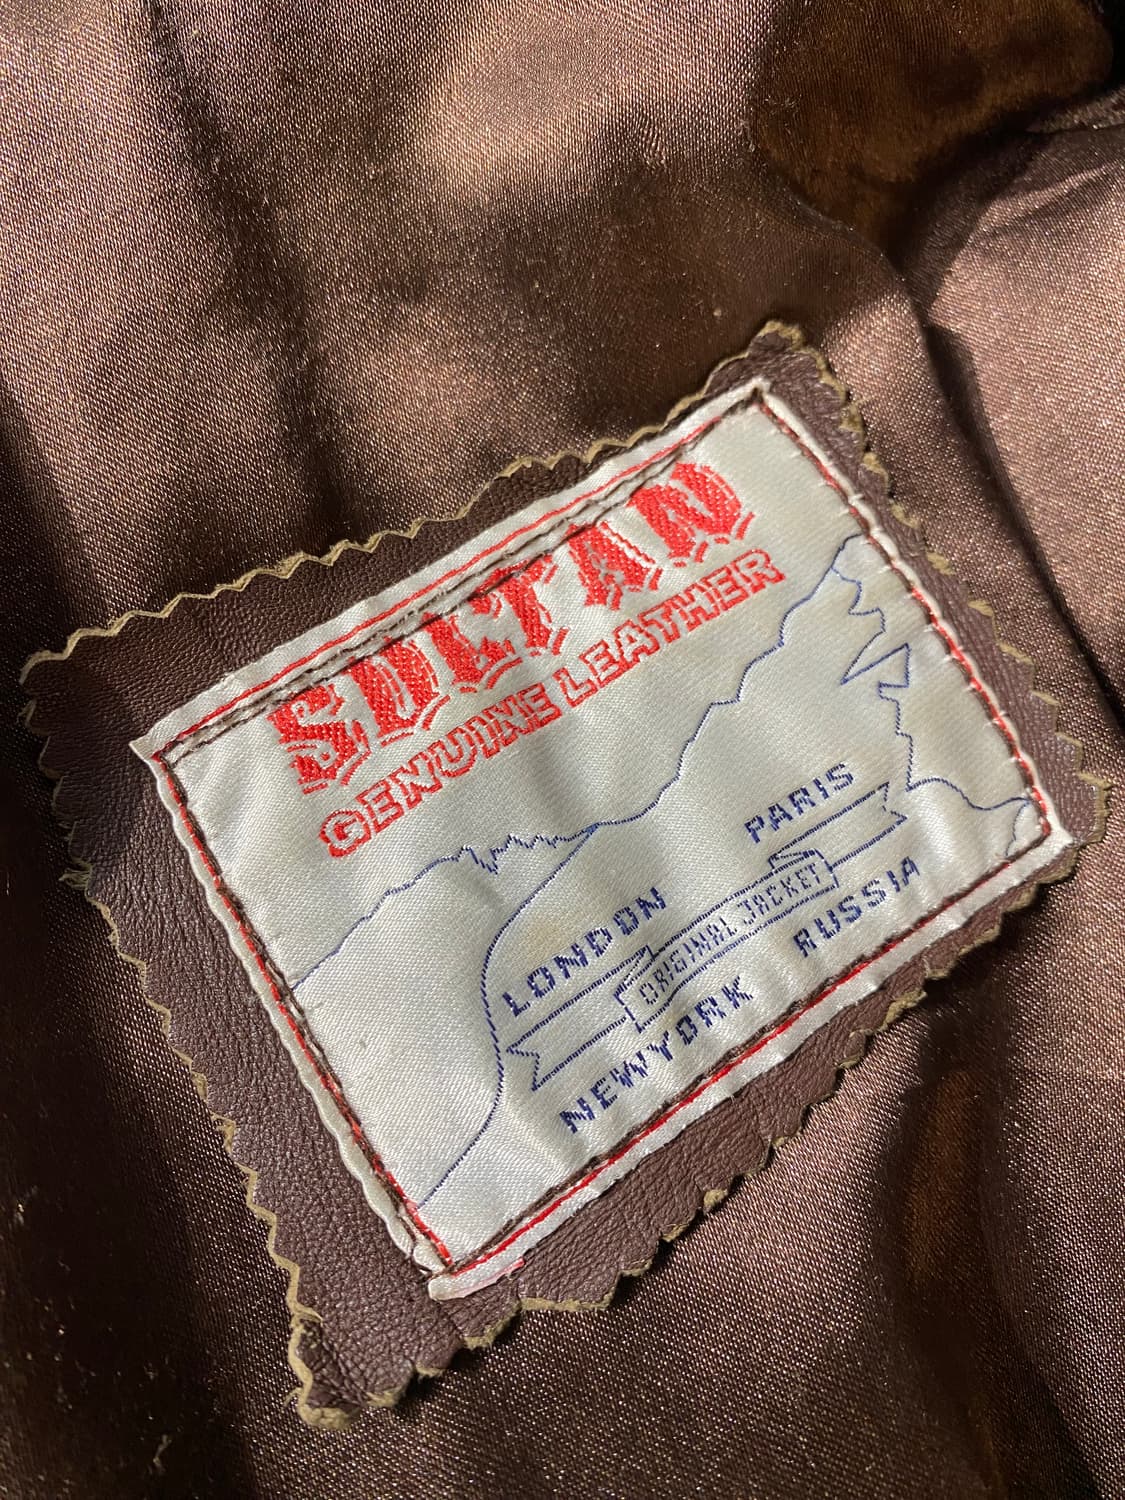 SULTAN
GENUINE LEATHER
PARIS
LONDON
ORIGINAL JACKET
RUSSIA
NEWYORK